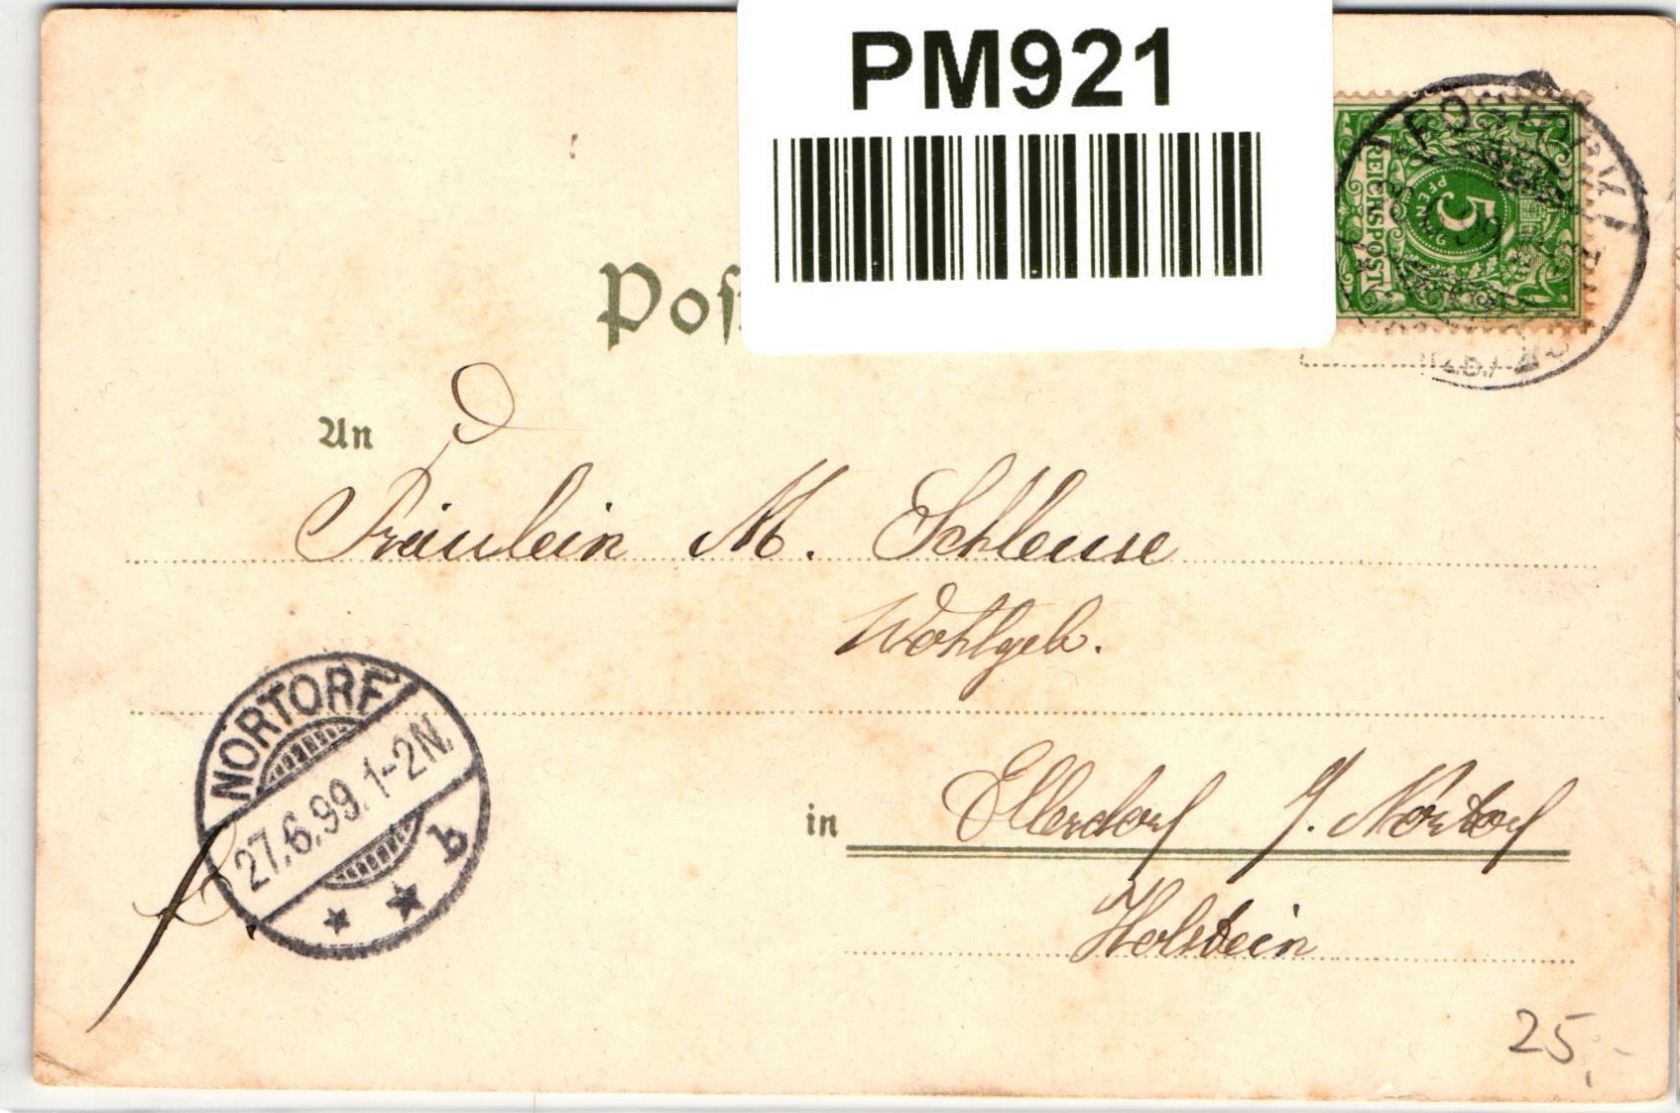 PM921
REICHSPOST
5
PFENNIG
Post
An
Fräulein M. Schleuse
Wohlgeb.
NORTORF
27.6.99.1-2N.
b
in Ellerdorf b/. Nortorf
Holstein
25,-